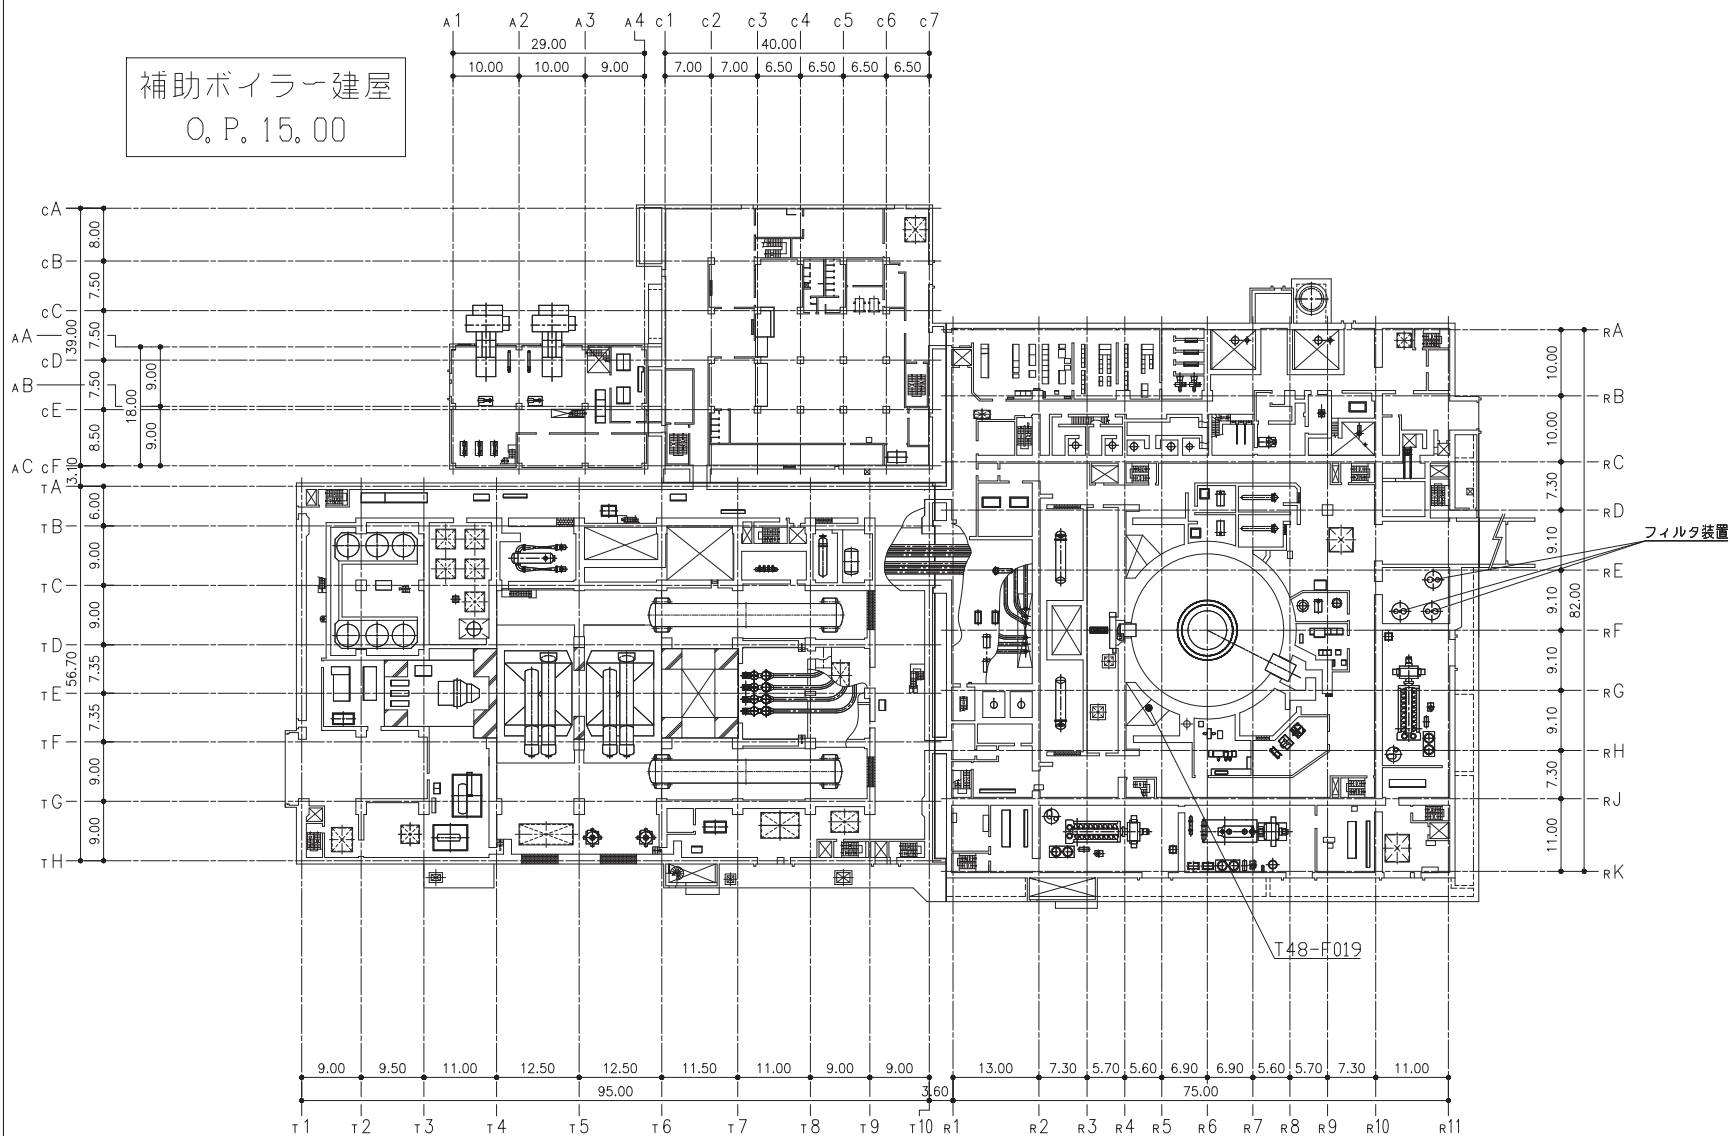 A1 A2 A3 A4 c1 c2 c3 c4 c5 c6 c7
29.00 40.00
10.00 10.00 9.00 7.00 7.00 6.50 6.50 6.50 6.50
補助ボイラー建屋
O.P.15.00
cA
8.00
cB
7.50
cC
AA
39.00
7.50
cD
AB
7.50
9.00
18.00
cE
8.50
9.00
AC cF
3.10
TA
6.00
TB
9.00
TC
9.00
TD
56.70
7.35
TE
7.35
TF
9.00
TG
9.00
TH
RA
10.00
RB
10.00
RC
7.30
RD
9.10
フィルタ装置
RE
9.10
82.00
RF
9.10
RG
9.10
RH
7.30
RJ
11.00
RK
T48-F019
9.00 9.50 11.00 12.50 12.50 11.50 11.00 9.00 9.00 13.00 7.30 5.70 5.60 6.90 6.90 5.60 5.70 7.30 11.00
95.00 3.60 75.00
T1 T2 T3 T4 T5 T6 T7 T8 T9 T10 R1 R2 R3 R4 R5 R6 R7 R8 R9 R10 R11